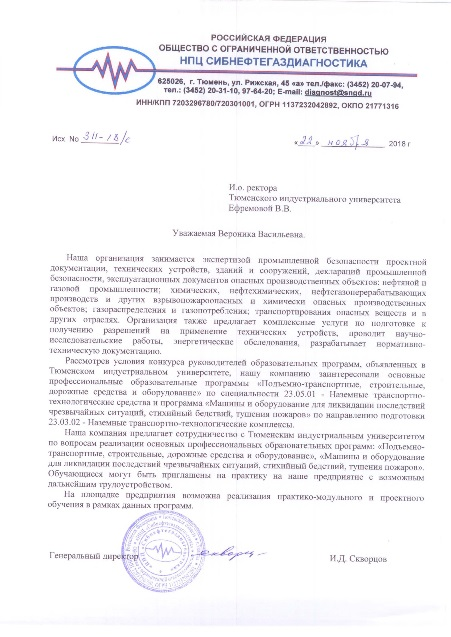 РОССИЙСКАЯ ФЕДЕРАЦИЯ
ОБЩЕСТВО С ОГРАНИЧЕННОЙ ОТВЕТСТВЕННОСТЬЮ
НПЦ СИБНЕФТЕГАЗДИАГНОСТИКА
625026, г. Тюмень, ул. Рижская, 45 «а» тел./факс: (3452) 20-07-94,
тел.: (3452) 20-31-10, 97-64-20; E-mail: diagnost@sngd.ru
ИНН/КПП 7203296780/720301001, ОГРН 1137232042892, ОКПО 21771316
Исх № 311-18/с «22» ноября 2018 г
И.о. ректора
Тюменского индустриального университета
Ефремовой В.В.
Уважаемая Вероника Васильевна.
Наша организация занимается экспертизой промышленной безопасности проектной
документации, технических устройств, зданий и сооружений, деклараций промышленной
безопасности, эксплуатационных документов опасных производственных объектов: нефтяной и
газовой промышленности; химических, нефтехимических, нефтегазоперерабатывающих
производств и других взрывопожароопасных и химически опасных производственных
объектов; газораспределения и газопотребления; транспортирования опасных веществ и в
других отраслях. Организация также предлагает комплексные услуги по подготовке к
получению разрешений на применение технических устройств, проводит научно-
исследовательские работы, энергетические обследования, разрабатывает нормативно-
техническую документацию.
Рассмотрев условия конкурса руководителей образовательных программ, объявленных в
Тюменском индустриальном университете, нашу компанию заинтересовали основные
профессиональные образовательные программы «Подъемно-транспортные, строительные,
дорожные средства и оборудование» по специальности 23.05.01 - Наземные транспортно-
технологические средства и программа «Машины и оборудование для ликвидации последствий
чрезвычайных ситуаций, стихийный бедствий, тушения пожаров» по направлению подготовки
23.03.02 - Наземные транспортно-технологические комплексы.
Наша компания предлагает сотрудничество с Тюменским индустриальным университетом
по вопросам реализации основных профессиональных образовательных программ: «Подъемно-
транспортные, строительные, дорожные средства и оборудование», «Машины и оборудование
для ликвидации последствий чрезвычайных ситуаций, стихийный бедствий, тушения пожаров».
Обучающиеся могут быть приглашены на практику на наше предприятие с возможным
дальнейшим трудоустройством.
На площадке предприятия возможна реализация практико-модульного и проектного
обучения в рамках данных программ.
Генеральный директор И.Д. Скворцов